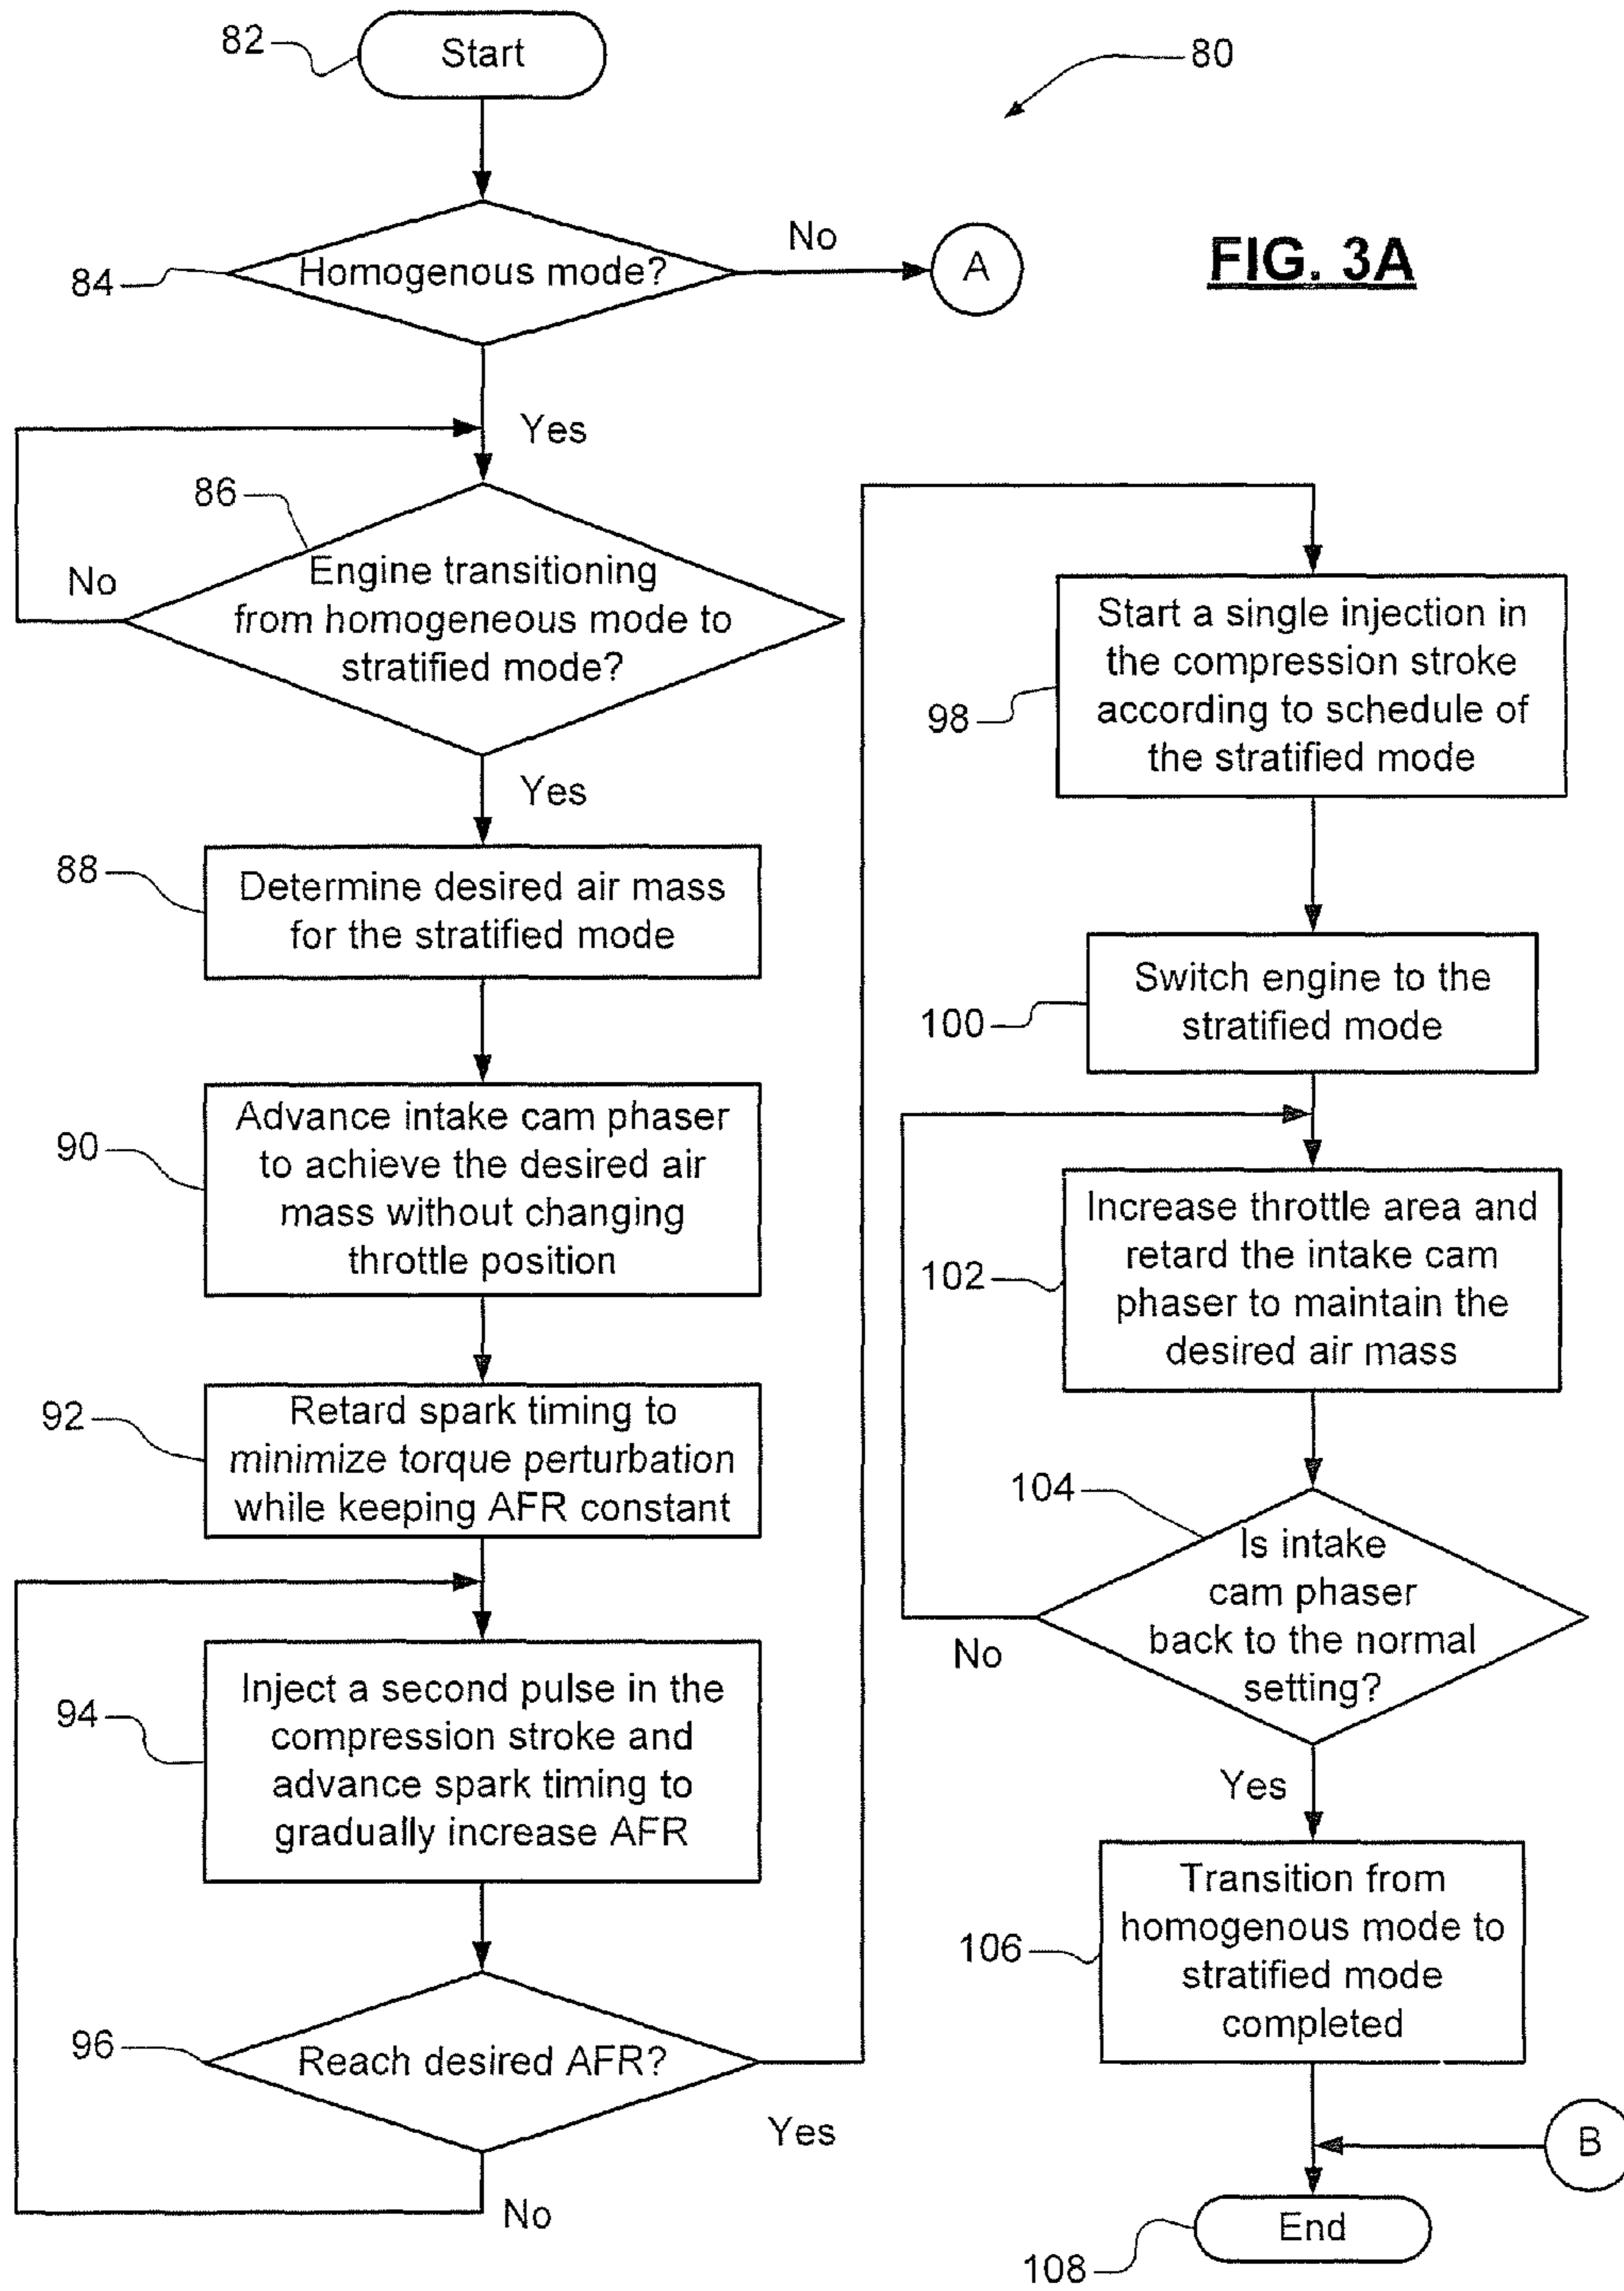 82
Start
80
84
Homogenous mode?
No
A
FIG. 3A
Yes
86
No
Engine transitioning
from homogeneous mode to
stratified mode?
Yes
88
Determine desired air mass
for the stratified mode
90
Advance intake cam phaser
to achieve the desired air
mass without changing
throttle position
92
Retard spark timing to
minimize torque perturbation
while keeping AFR constant
94
Inject a second pulse in the
compression stroke and
advance spark timing to
gradually increase AFR
96
Reach desired AFR?
Yes
No
98
Start a single injection in
the compression stroke
according to schedule of
the stratified mode
100
Switch engine to the
stratified mode
102
Increase throttle area and
retard the intake cam
phaser to maintain the
desired air mass
104
Is intake
cam phaser
back to the normal
setting?
No
Yes
106
Transition from
homogenous mode to
stratified mode
completed
B
End
108